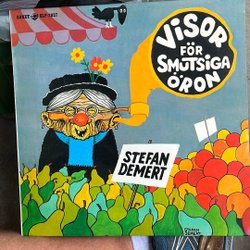 VISOR
FÖR
SMUTSIGA
ÖRON
STEFAN
DEMERT